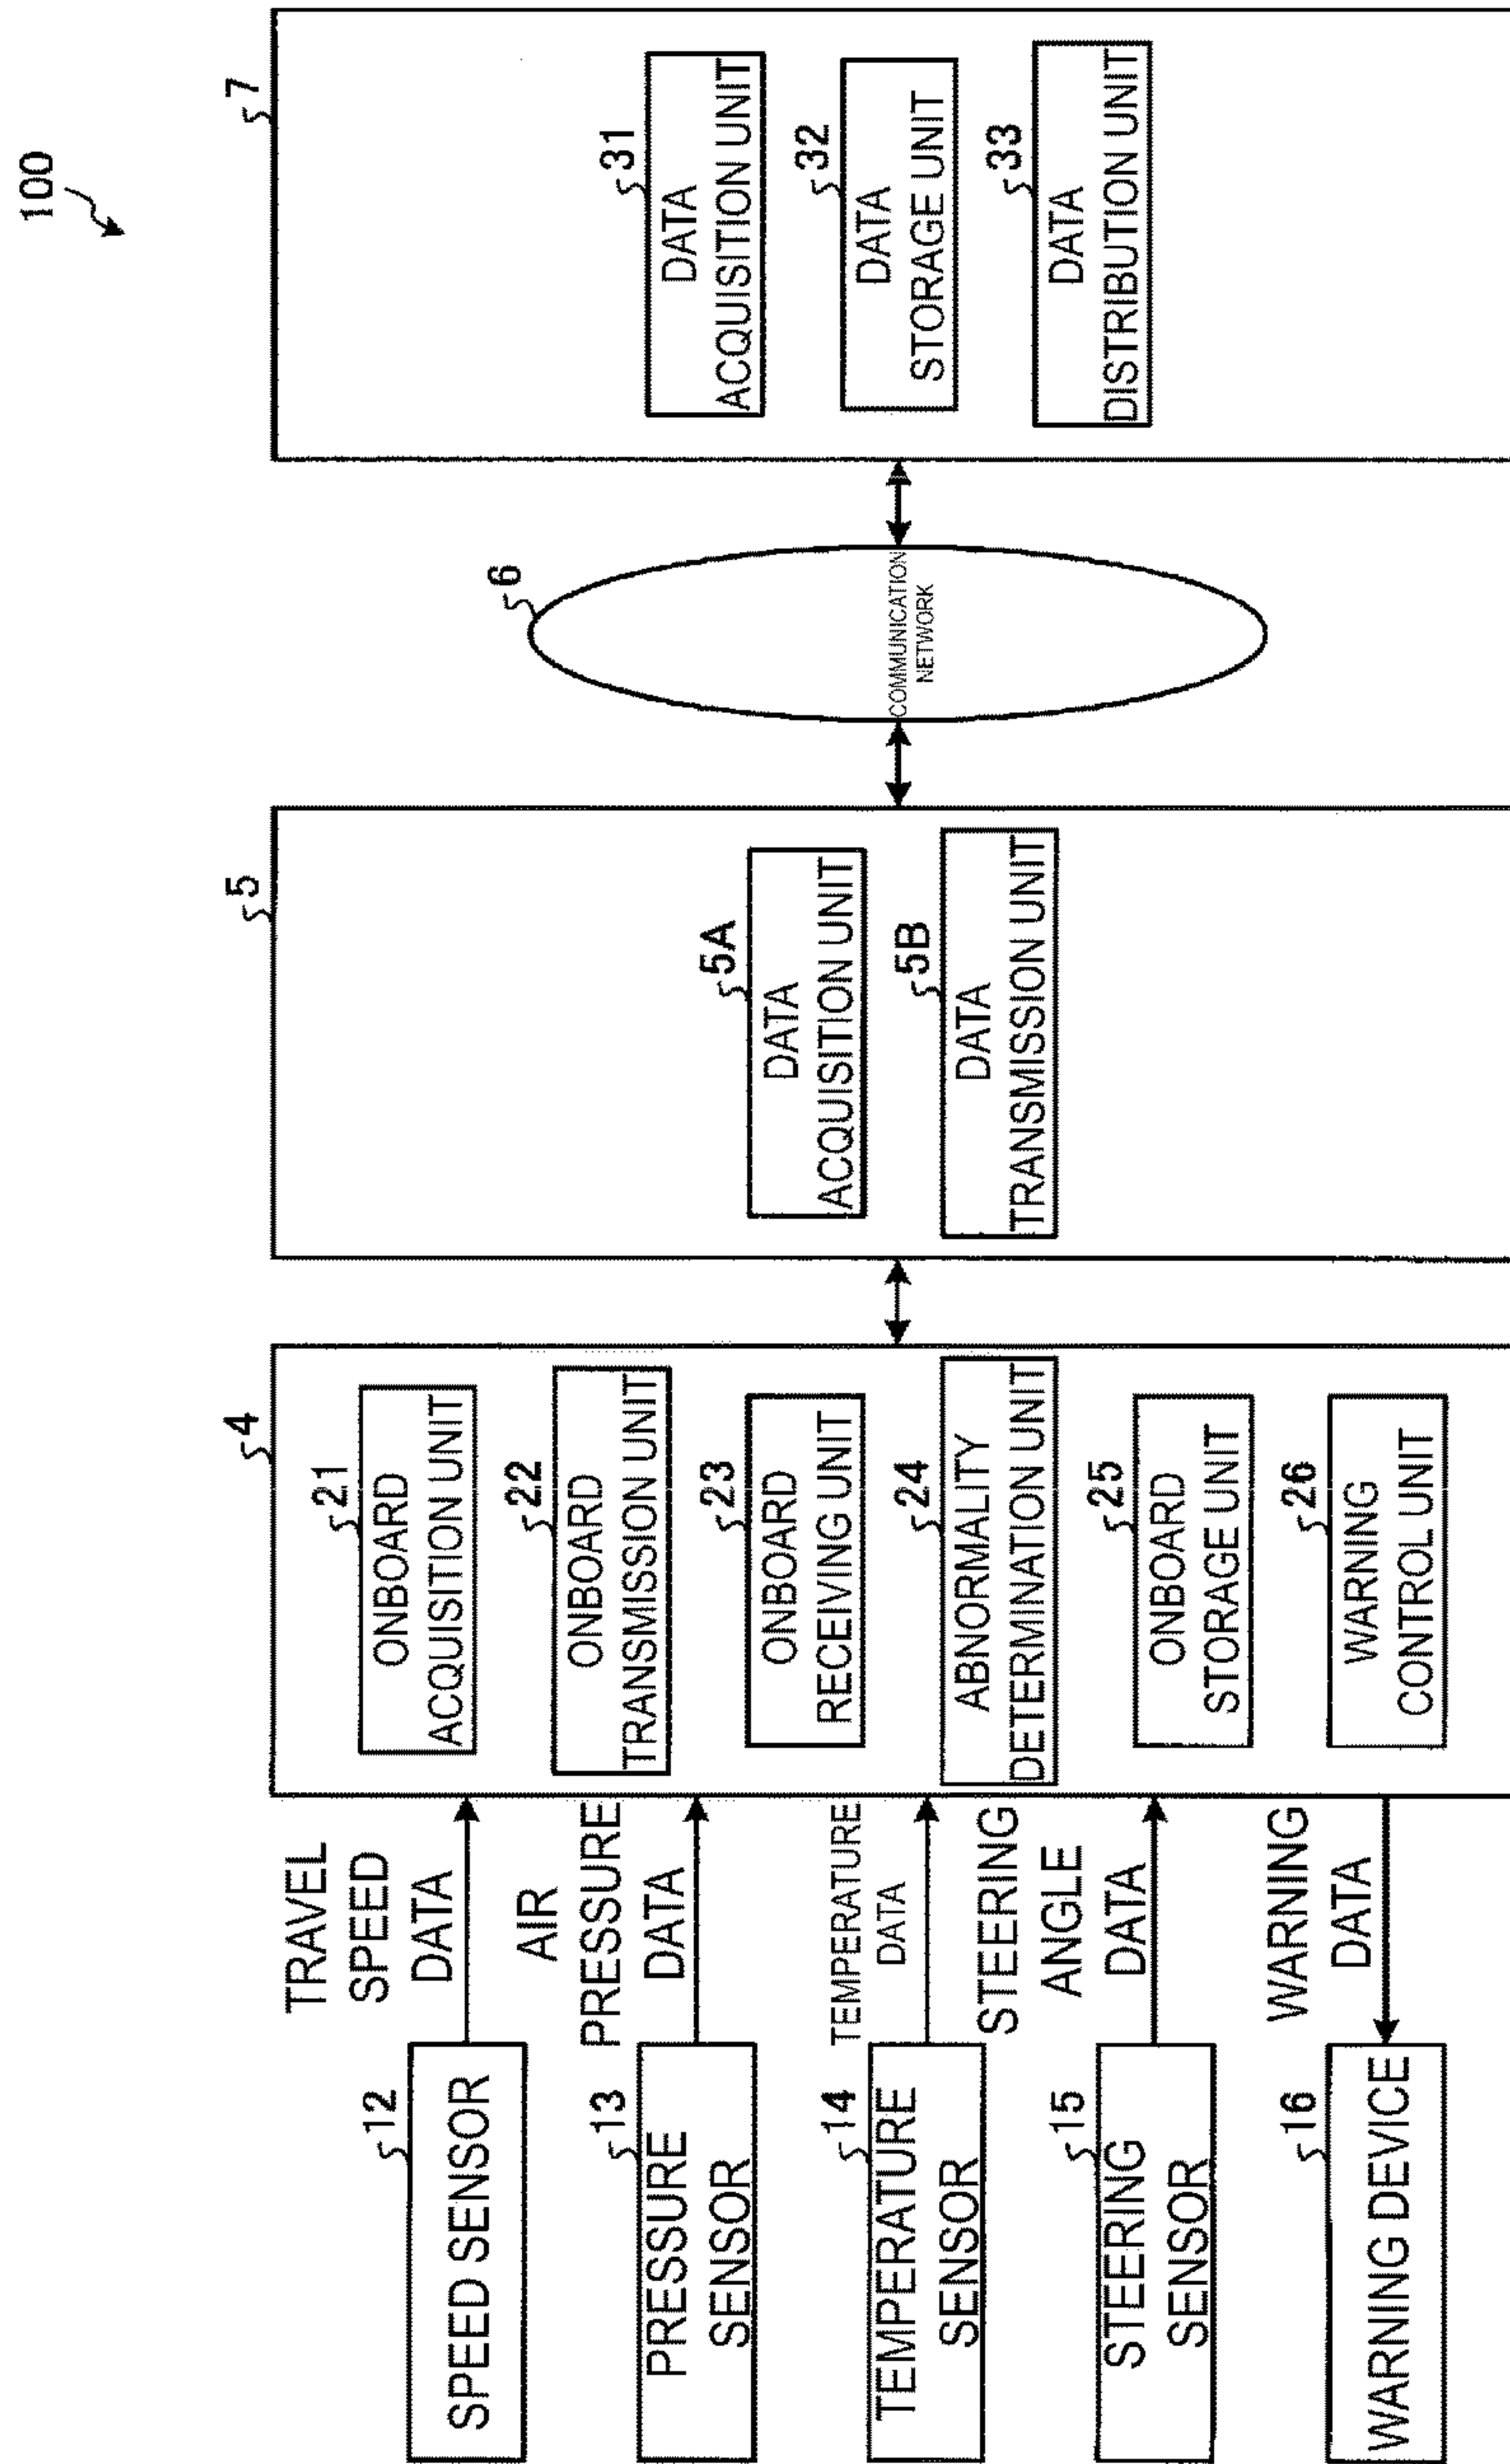 100
12
SPEED SENSOR
13
PRESSURE
SENSOR
14
TEMPERATURE
SENSOR
15
STEERING
SENSOR
16
WARNING DEVICE
TRAVEL
SPEED
DATA
AIR
PRESSURE
DATA
TEMPERATURE
DATA
STEERING
ANGLE
DATA
WARNING
DATA
4
21
ONBOARD
ACQUISITION UNIT
22
ONBOARD
TRANSMISSION UNIT
23
ONBOARD
RECEIVING UNIT
24
ABNORMALITY
DETERMINATION UNIT
25
ONBOARD
STORAGE UNIT
26
WARNING
CONTROL UNIT
5
5A
DATA
ACQUISITION UNIT
5B
DATA
TRANSMISSION UNIT
6
COMMUNICATION
NETWORK
7
31
DATA
ACQUISITION UNIT
32
DATA
STORAGE UNIT
33
DATA
DISTRIBUTION UNIT